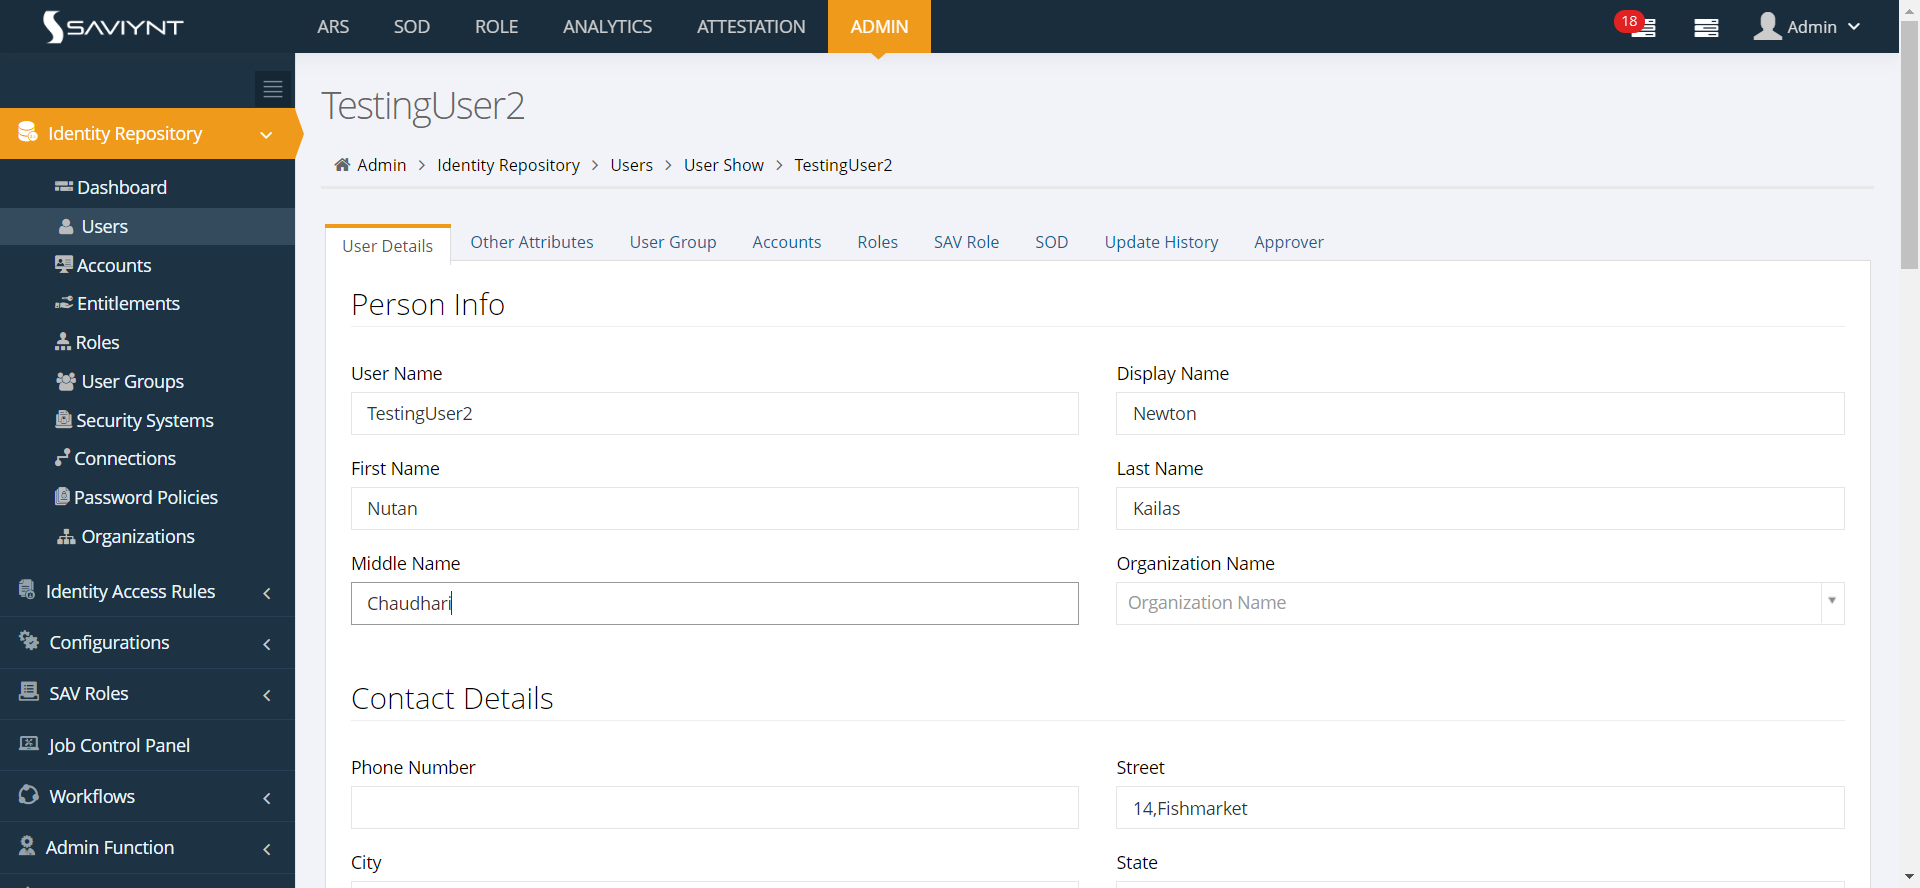 SAVIYNT
ARS SOD ROLE ANALYTICS ATTESTATION ADMIN
18
Admin
Identity Repository
Dashboard
Users
Accounts
Entitlements
Roles
User Groups
Security Systems
Connections
Password Policies
Organizations
Identity Access Rules
Configurations
SAV Roles
Job Control Panel
Workflows
Admin Function
TestingUser2
Admin > Identity Repository > Users > User Show > TestingUser2
User Details Other Attributes User Group Accounts Roles SAV Role SOD Update History Approver
Person Info
User Name Display Name
TestingUser2 Newton
First Name Last Name
Nutan Kailas
Middle Name Organization Name
Chaudhari Organization Name
Contact Details
Phone Number Street
14,Fishmarket
City State